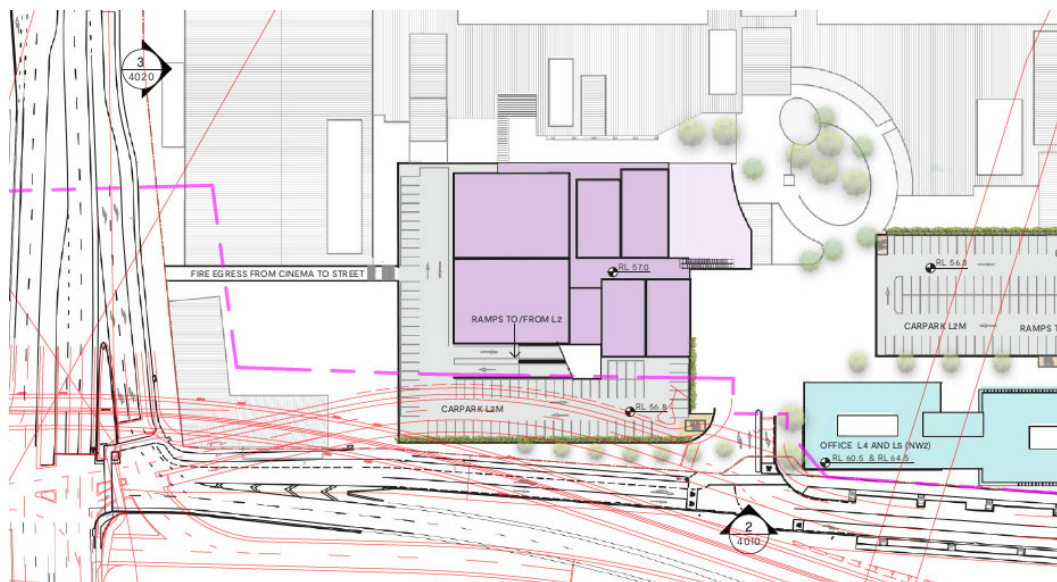 3
4020
FIRE EGRESS FROM CINEMA TO STREET
RL 57.0
RL 56.8
RAMPS TO/FROM L2
CARPARK L2M
RAMPS T
CARPARK L2M
RL 56.8
OFFICE L4 AND L5 (NW2)
RL 60.5 & RL 64.5
2
4010